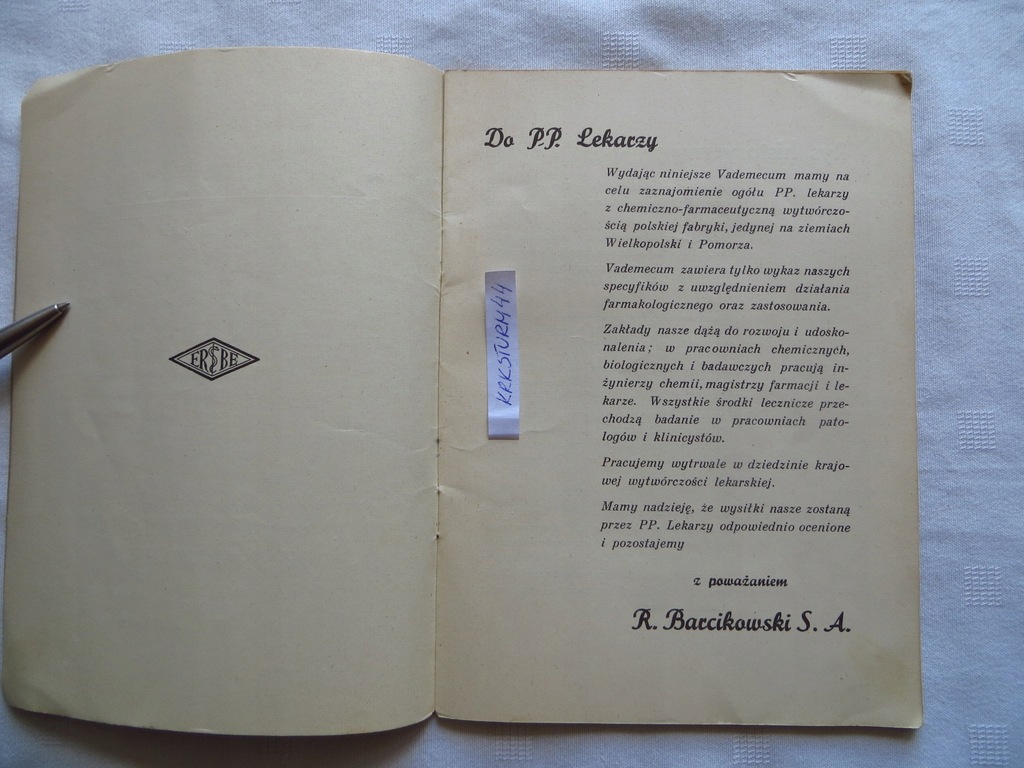 ER BE
Do P.P. Lekarzy
Wydając niniejsze Vademecum mamy na
celu zaznajomienie ogółu PP. lekarzy
z chemiczno-farmaceutyczną wytwórczo-
ścią polskiej fabryki, jedynej na ziemiach
Wielkopolski i Pomorza.
Vademecum zawiera tylko wykaz naszych
specyfików z uwzględnieniem działania
farmakologicznego oraz zastosowania.
Zakłady nasze dążą do rozwoju i udosko-
nalenia; w pracowniach chemicznych,
biologicznych i badawczych pracują in-
żynierzy chemii, magistrzy farmacji i le-
karze. Wszystkie środki lecznicze prze-
chodzą badanie w pracowniach pato-
logów i klinicystów.
Pracujemy wytrwale w dziedzinie krajo-
wej wytwórczości lekarskiej.
Mamy nadzieję, że wysiłki nasze zostaną
przez PP. Lekarzy odpowiednio ocenione
i pozostajemy
z poważaniem
R. Barcikowski S. A.
KRKSTURM44